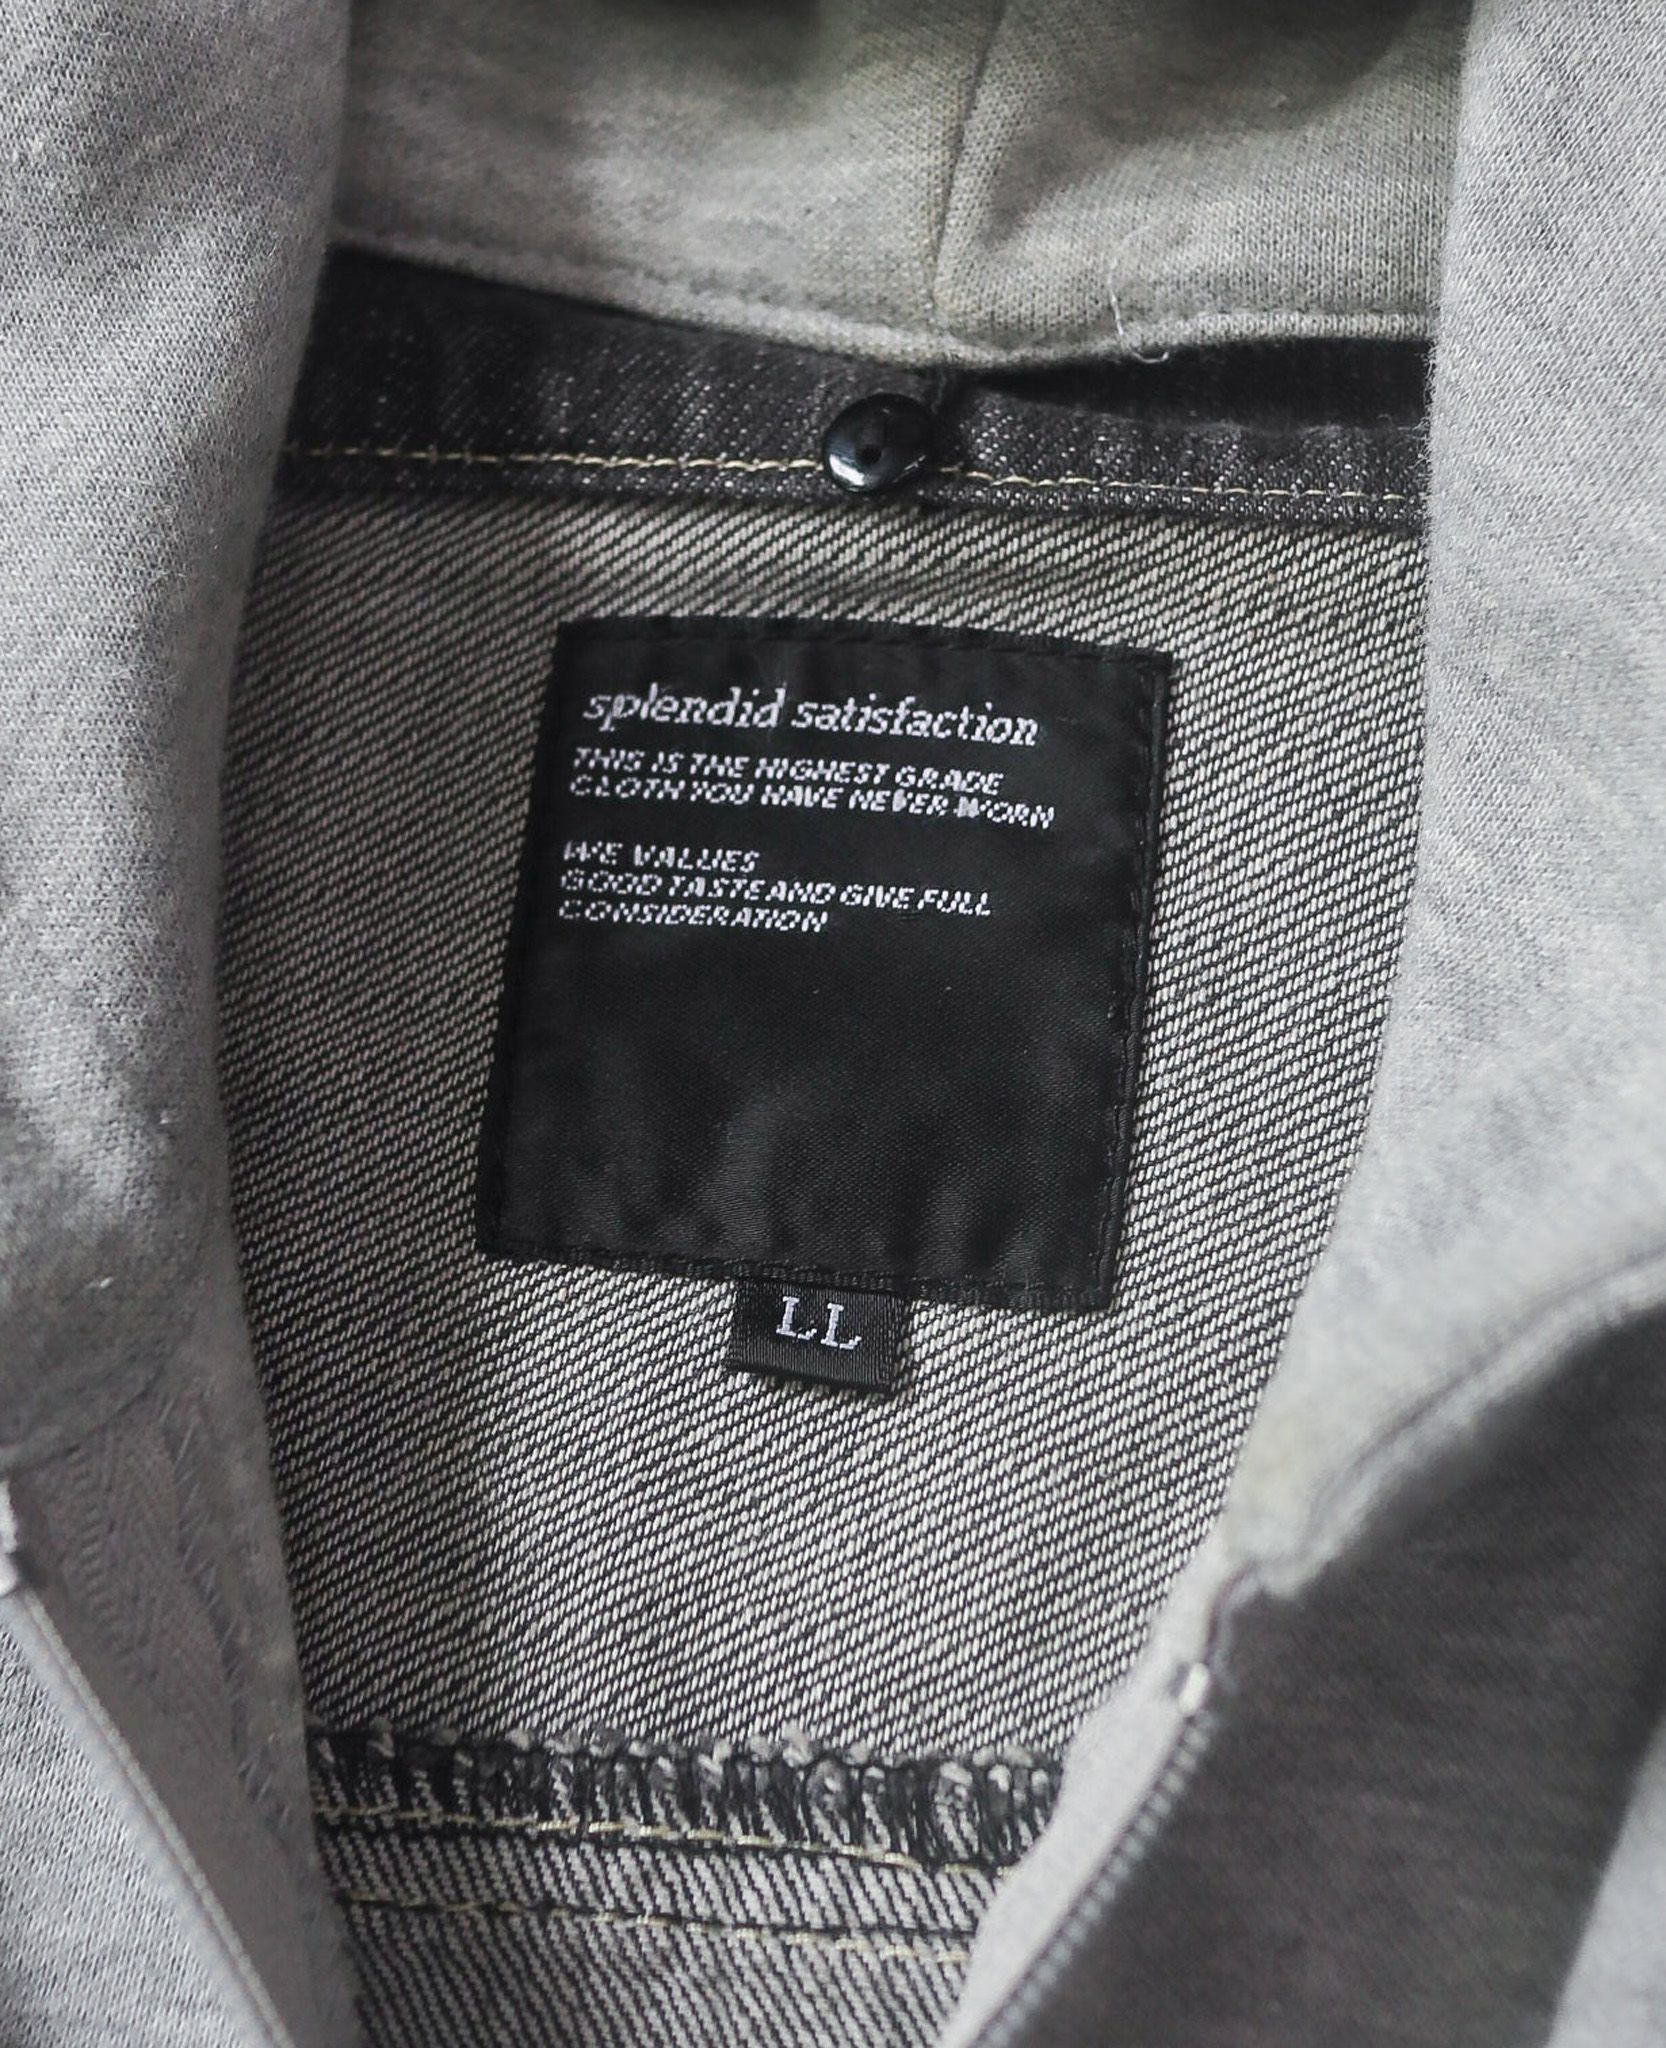 splendid satisfaction
THIS IS THE HIGHEST GRADE
CLOTH YOU HAVE NEVER WORN
WE VALUES
GOOD TASTE AND GIVE FULL
CONSIDERATION
LL